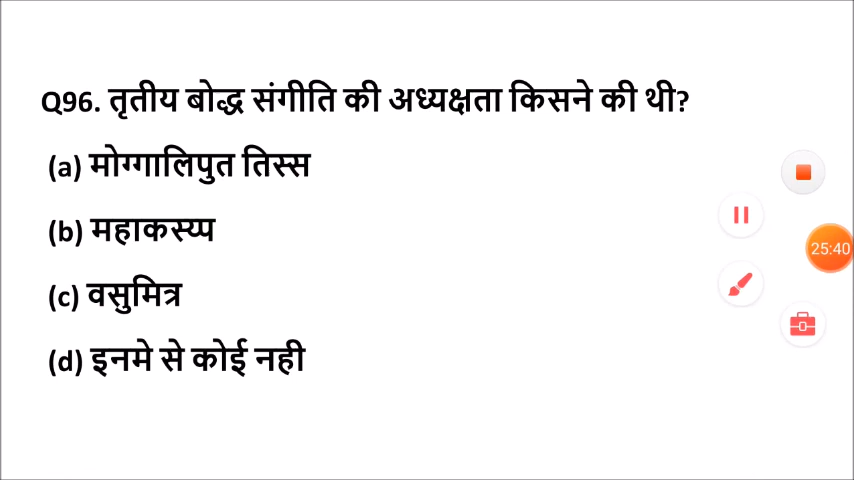 Q96. तृतीय बोद्ध संगीति की अध्यक्षता किसने की थी?
(a) मोग्गालिपुत तिस्स
(b) महाकस्य्प
(c) वसुमित्र
(d) इनमे से कोई नही
25:40